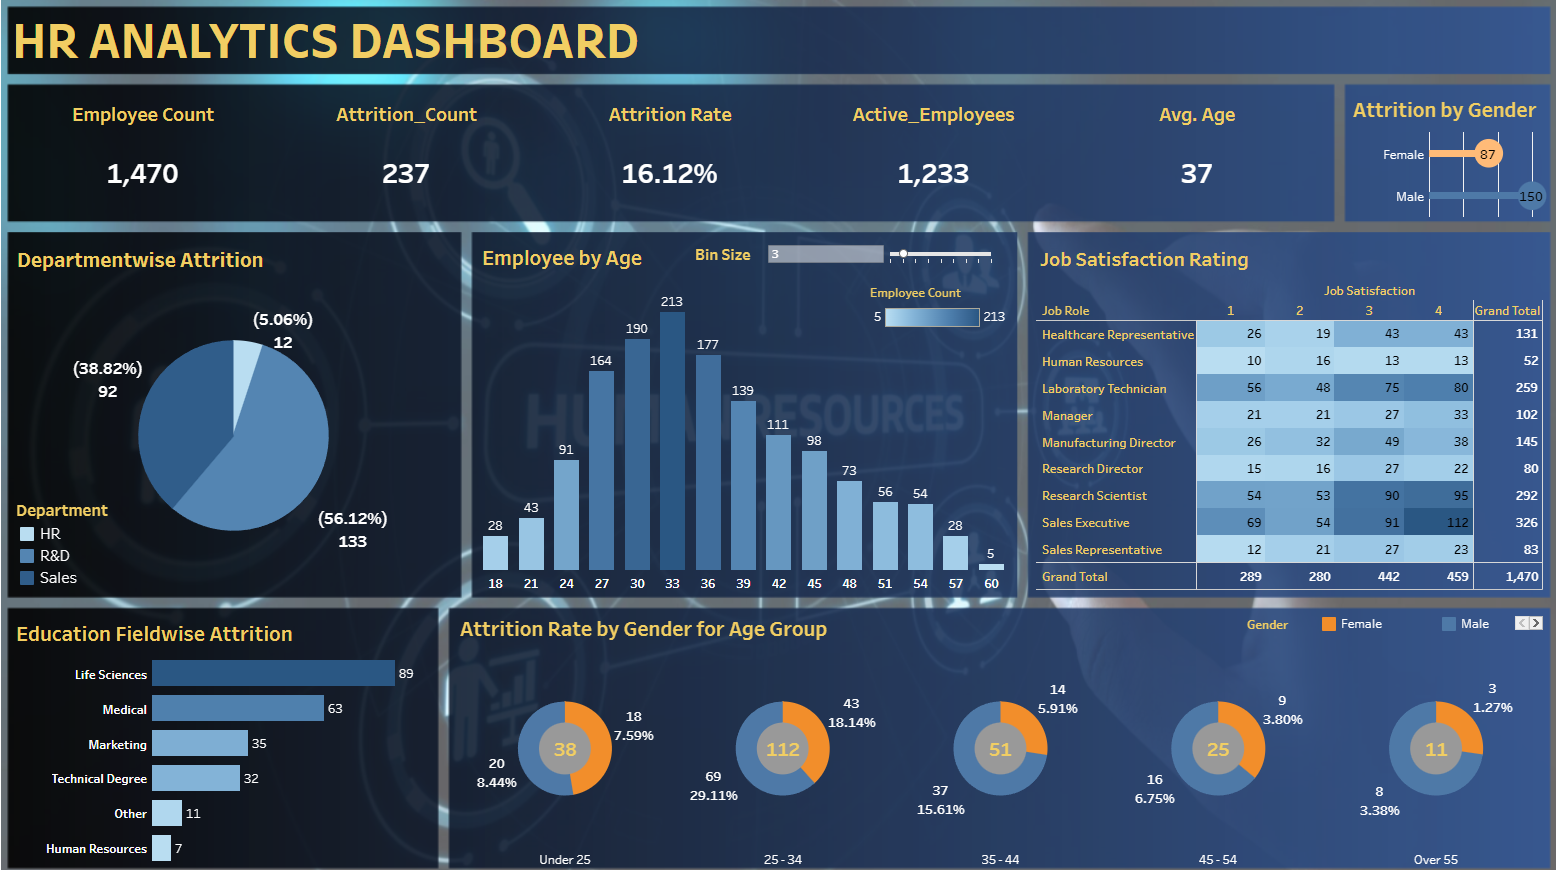 HR ANALYTICS DASHBOARD
Employee Count
Attrition_Count
Attrition Rate
Active_Employees
Avg. Age
1,470
237
16.12%
1,233
37
Attrition by Gender
Female
87
Male
150
Departmentwise Attrition
(5.06%)
12
(38.82%)
92
(56.12%)
133
Department
HR
R&D
Sales
Employee by Age
Bin Size
3
Employee Count
5
213
28
43
91
164
190
213
177
139
111
98
73
56
54
28
5
18 21 24 27 30 33 36 39 42 45 48 51 54 57 60
HUMAN RESOURCES
Job Satisfaction Rating
Job Satisfaction
Job Role 1 2 3 4 Grand Total
Healthcare Representative 26 19 43 43 131
Human Resources 10 16 13 13 52
Laboratory Technician 56 48 75 80 259
Manager 21 21 27 33 102
Manufacturing Director 26 32 49 38 145
Research Director 15 16 27 22 80
Research Scientist 54 53 90 95 292
Sales Executive 69 54 91 112 326
Sales Representative 12 21 27 23 83
Grand Total 289 280 442 459 1,470
Education Fieldwise Attrition
Life Sciences 89
Medical 63
Marketing 35
Technical Degree 32
Other 11
Human Resources 7
Attrition Rate by Gender for Age Group
Gender
Female
Male
38
18
7.59%
20
8.44%
Under 25
112
43
18.14%
69
29.11%
25 - 34
51
14
5.91%
37
15.61%
35 - 44
25
9
3.80%
16
6.75%
45 - 54
11
3
1.27%
8
3.38%
Over 55